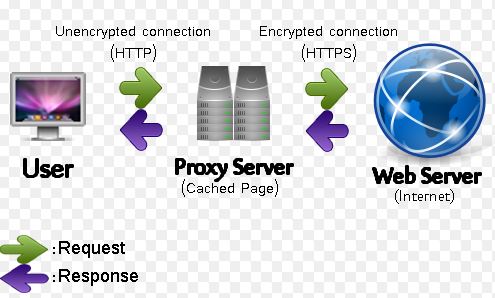 Unencrypted connection
(HTTP)
Encrypted connection
(HTTPS)
User
Proxy Server
(Cached Page)
Web Server
(Internet)
:Request
:Response